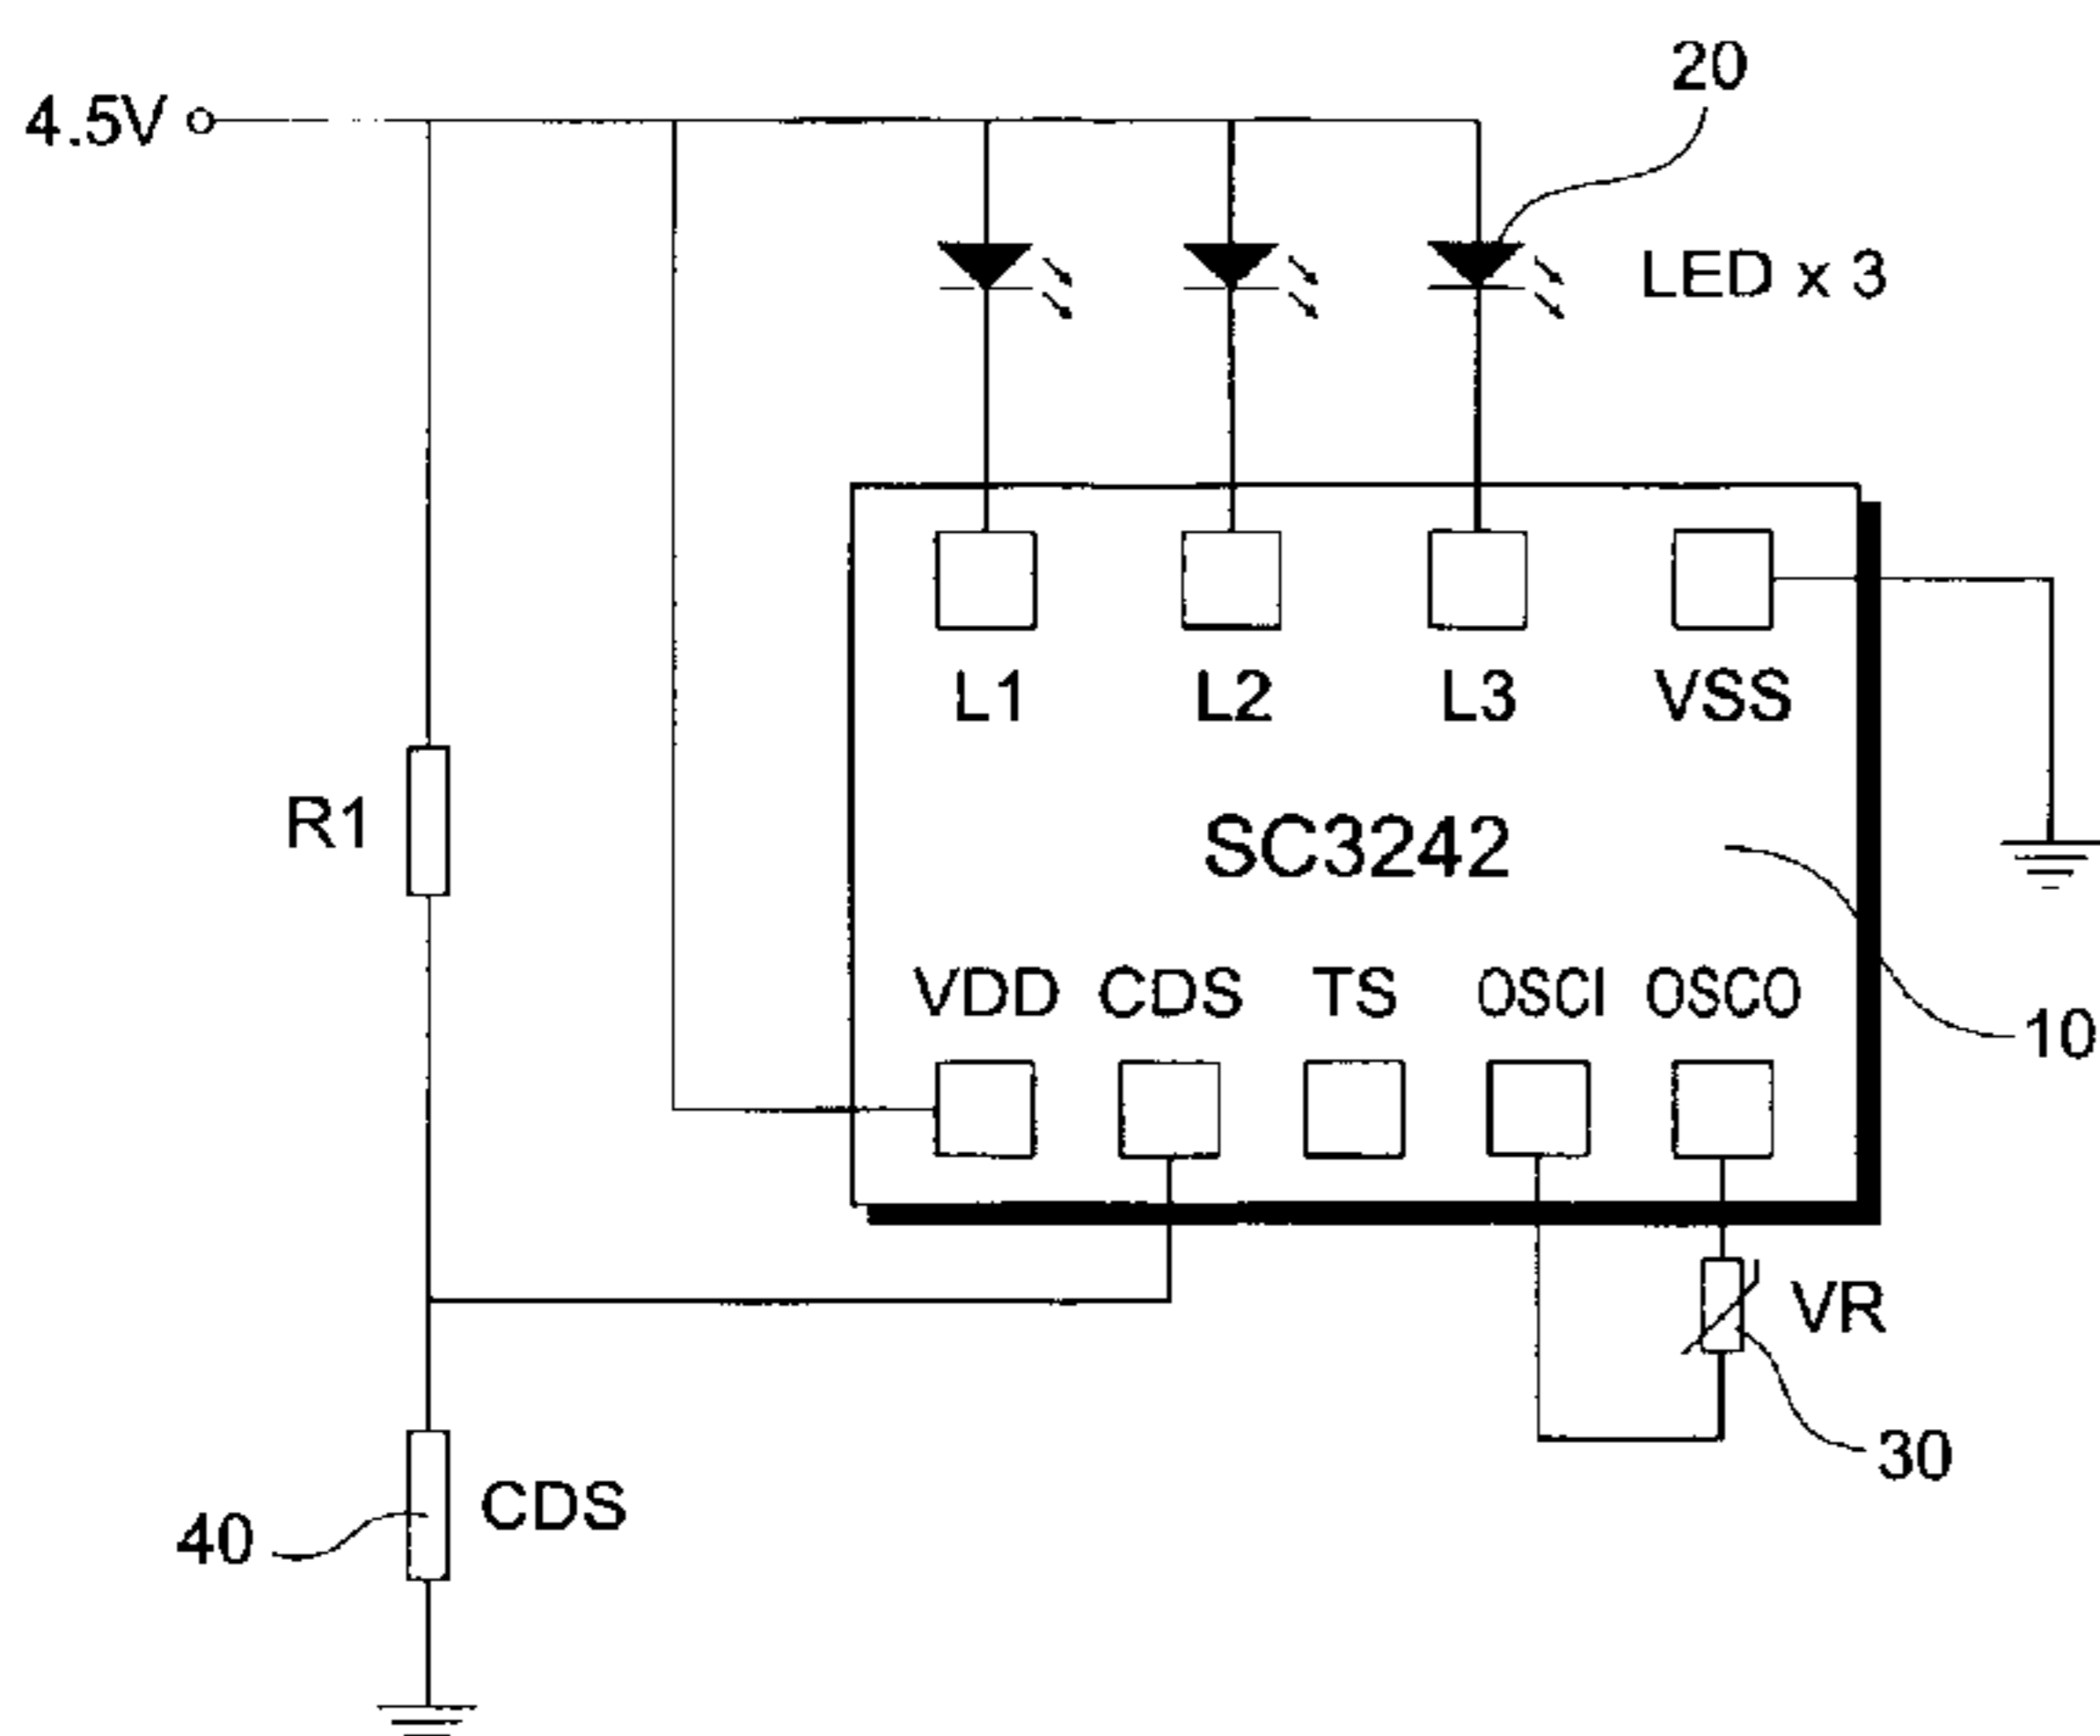 20
4.5V
LED x 3
L1 L2 L3 VSS
R1
SC3242
VDD CDS TS OSCI OSCO
10
VR
30
CDS
40